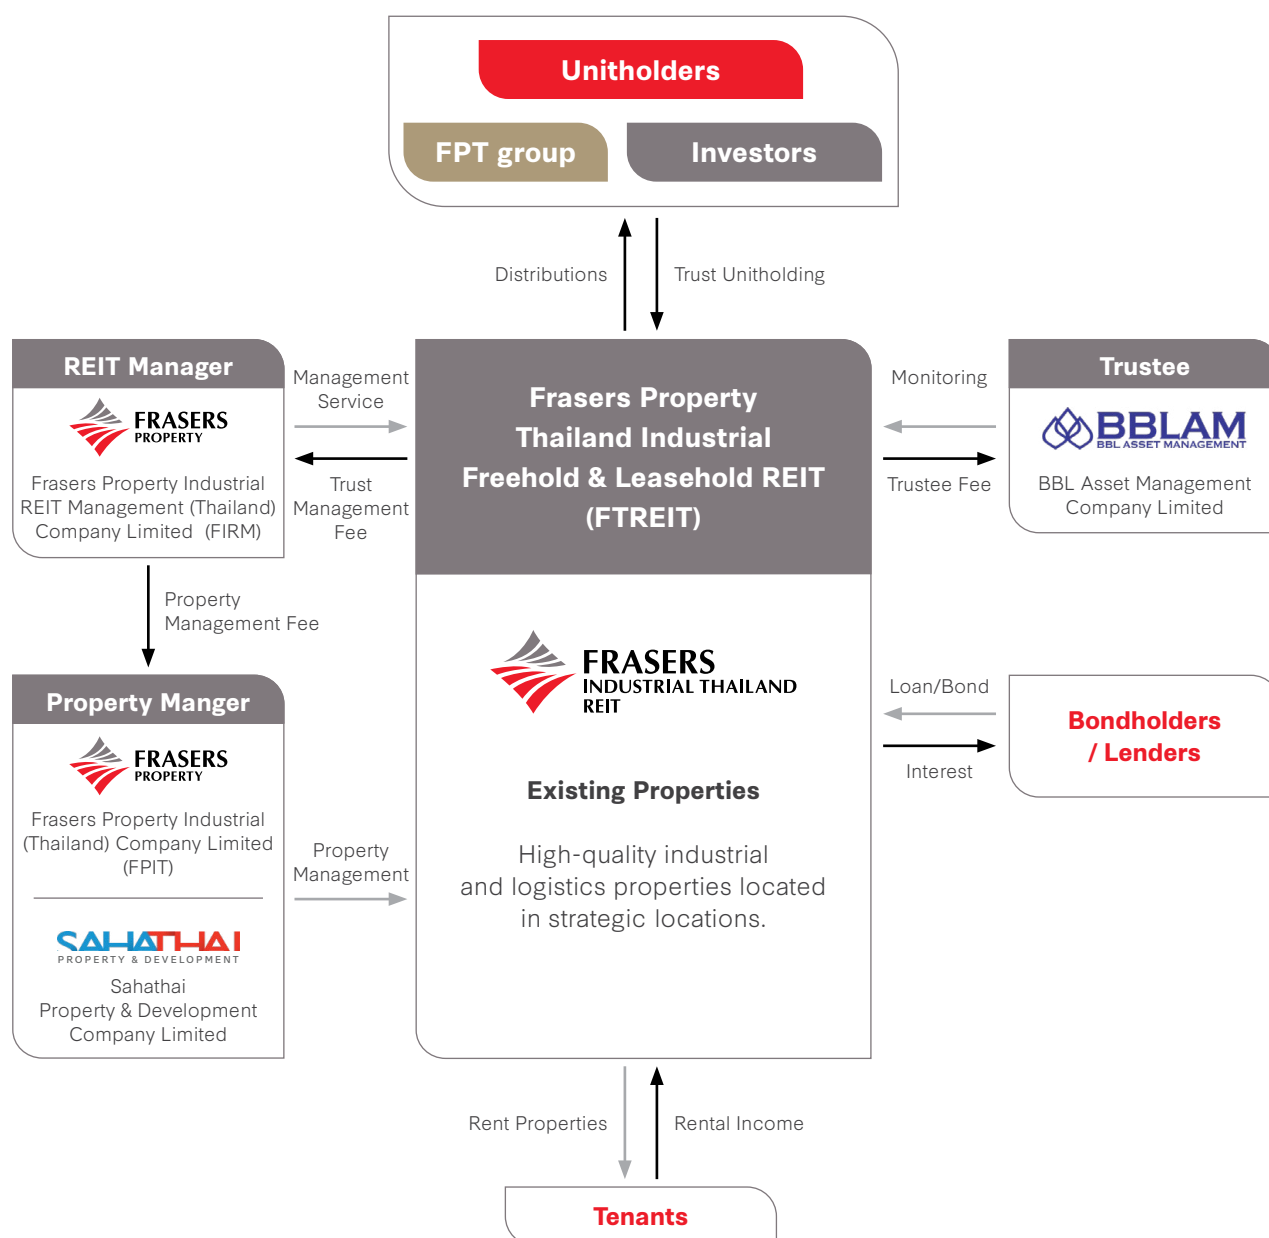 Unitholders
FPT group
Investors
Distributions
Trust Unitholding
REIT Manager
FRASERS
PROPERTY
Frasers Property Industrial
REIT Management (Thailand)
Company Limited (FIRM)
Management
Service
Trust
Management
Fee
Frasers Property
Thailand Industrial
Freehold & Leasehold REIT
(FTREIT)
Monitoring
Trustee Fee
Trustee
BBLAM
BBL ASSET MANAGEMENT
BBL Asset Management
Company Limited
Property
Management Fee
Property Manger
FRASERS
PROPERTY
Frasers Property Industrial
(Thailand) Company Limited
(FPIT)
SAHATHAI
PROPERTY & DEVELOPMENT
Sahathai
Property & Development
Company Limited
Property
Management
FRASERS
INDUSTRIAL THAILAND
REIT
Existing Properties
High-quality industrial
and logistics properties located
in strategic locations.
Loan/Bond
Interest
Bondholders
/ Lenders
Rent Properties
Rental Income
Tenants